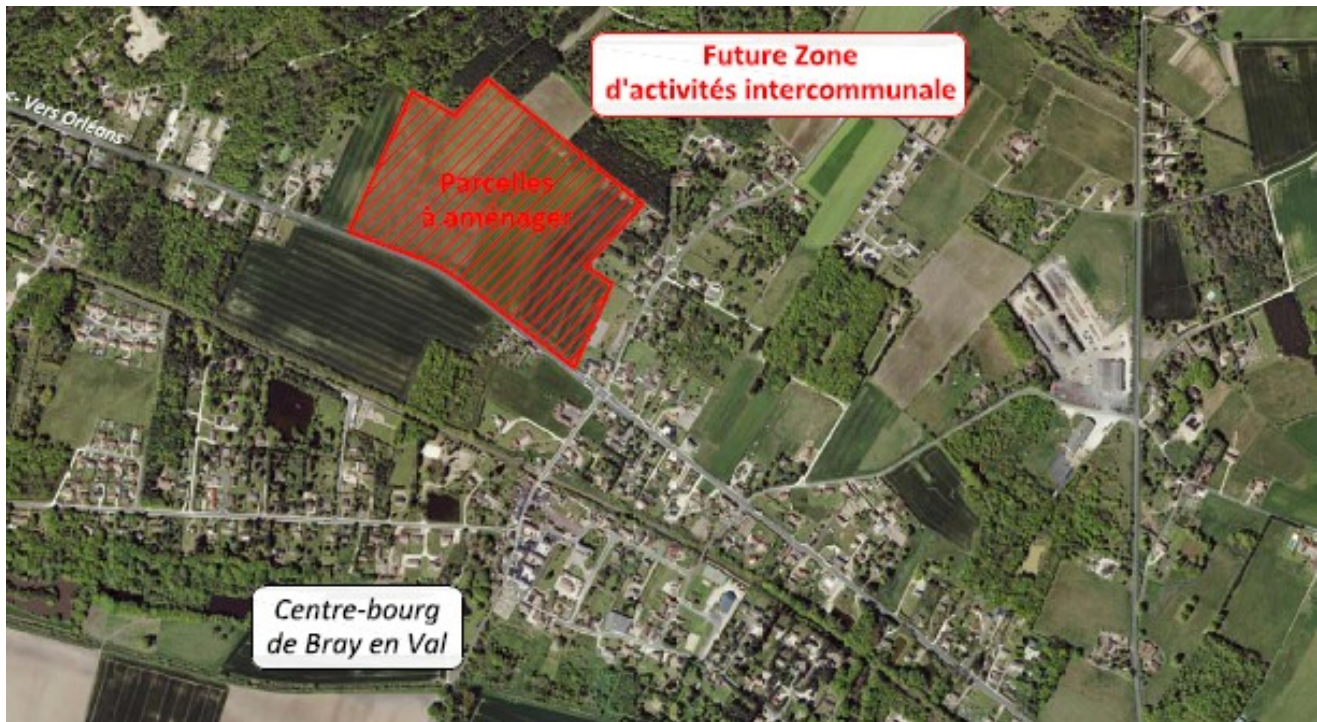 Future Zone
d'activités intercommunale
<- Vers Orléans
Parcelles
à aménager
Centre-bourg
de Bray en Val